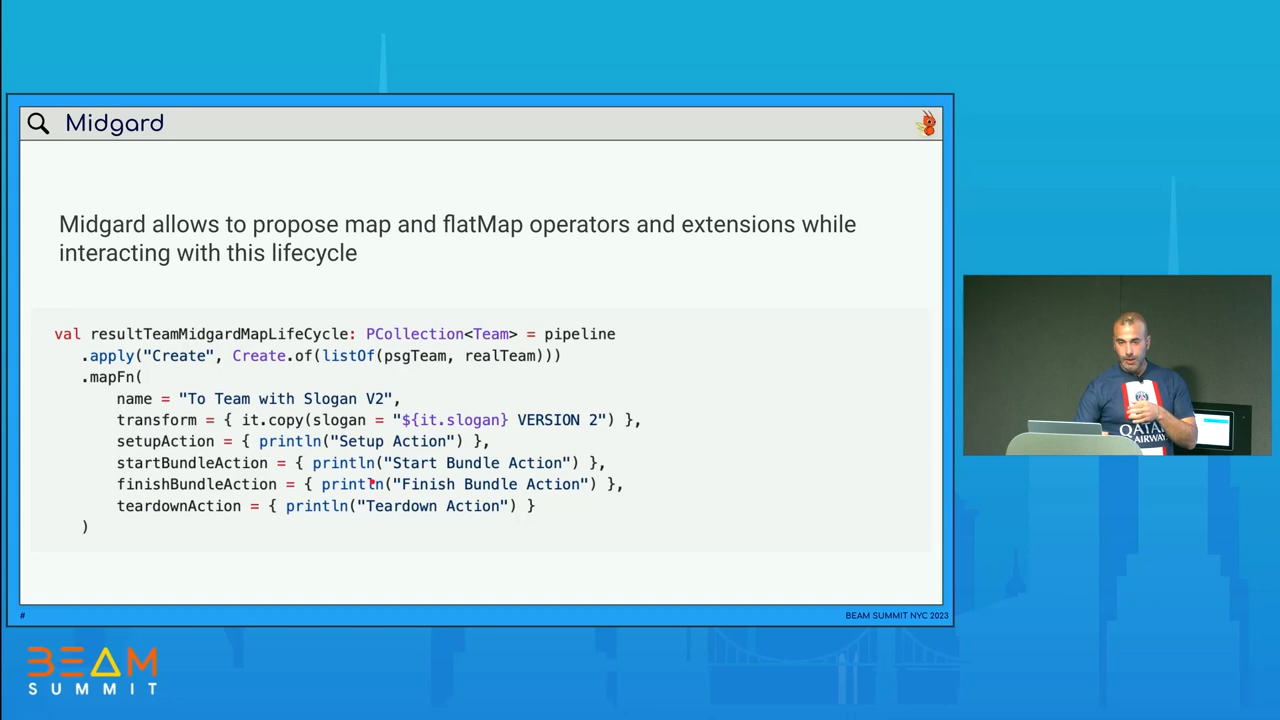 Midgard
Midgard allows to propose map and flatMap operators and extensions while
interacting with this lifecycle
val resultTeamMidgardMapLifeCycle: PCollection<Team> = pipeline
.apply("Create", Create.of(listOf(psgTeam, realTeam)))
.mapFn(
name = "To Team with Slogan V2",
transform = { it.copy(slogan = "${it.slogan} VERSION 2") },
setupAction = { println("Setup Action") },
startBundleAction = { println("Start Bundle Action") },
finishBundleAction = { println("Finish Bundle Action") },
teardownAction = { println("Teardown Action") }
)
#
BEAM SUMMIT NYC 2023
QATAR
AIRWAY
BEAM
SUMMIT